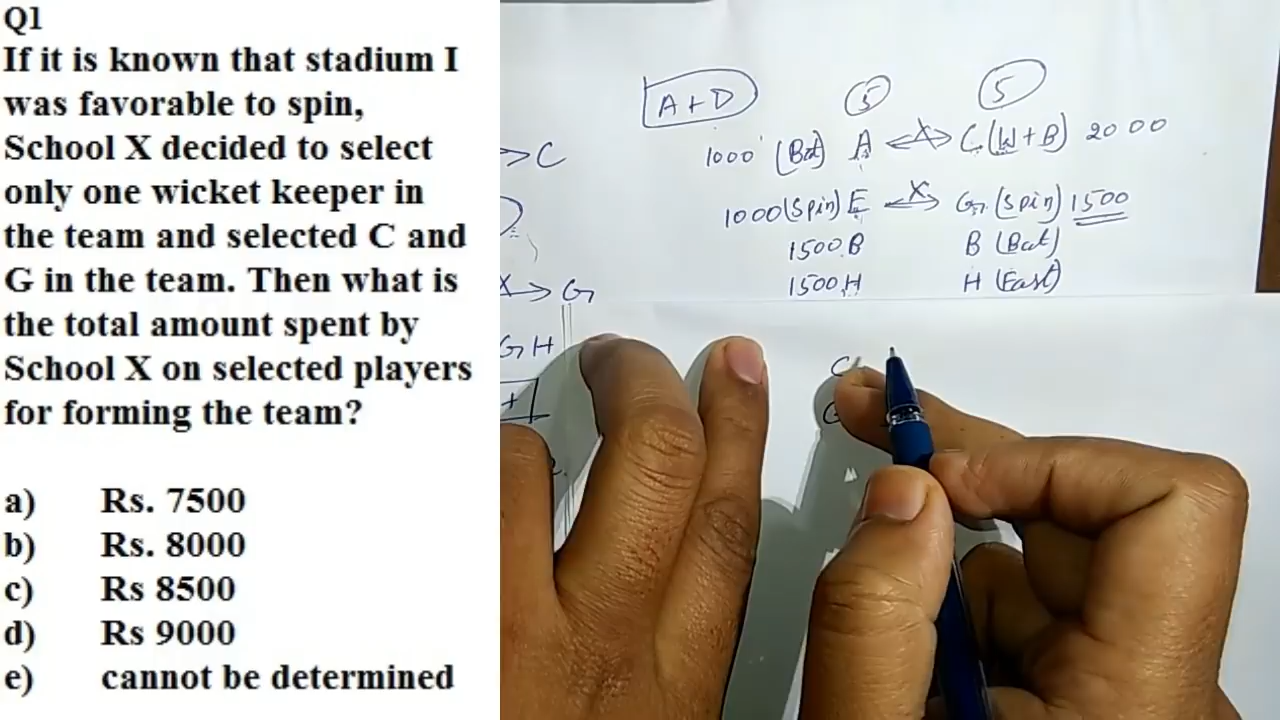 Q1
If it is known that stadium I
was favorable to spin,
School X decided to select
only one wicket keeper in
the team and selected C and
G in the team. Then what is
the total amount spent by
School X on selected players
for forming the team?
a) Rs. 7500
b) Rs. 8000
c) Rs 8500
d) Rs 9000
e) cannot be determined
A + D 5 5
→ C
1000 (Bat) A ↔ C (W+B) 2000
1000 (Spin) E ↔ G (Spin) 1500
1500 B B (Bat)
X → G
1500 H H (Fast)
G H
C
G